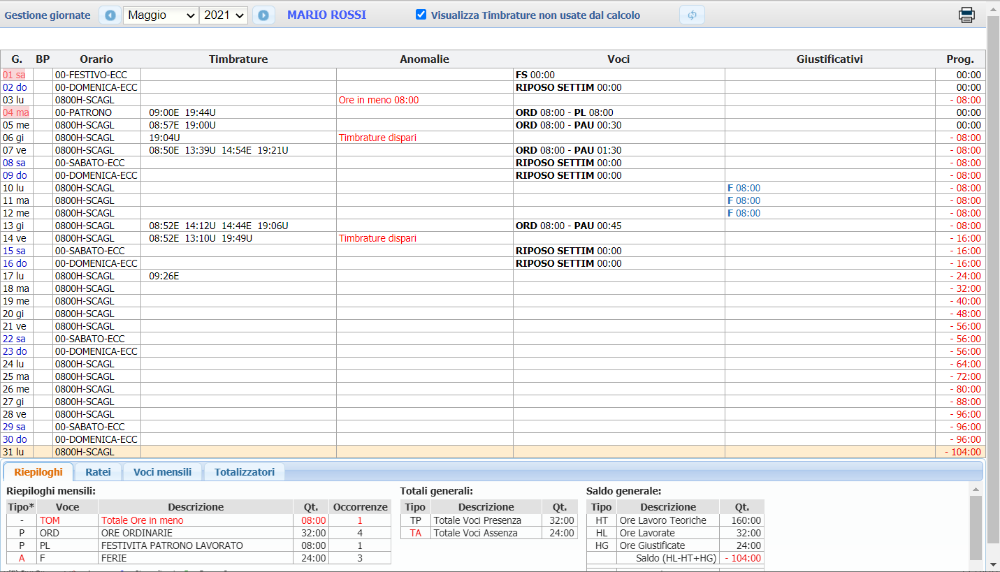 Gestione giornate Maggio 2021 MARIO ROSSI Visualizza Timbrature non usate dal calcolo
G. BP Orario Timbrature Anomalie Voci Giustificativi Prog.
01 sa 00-FESTIVO-ECC FS 00:00 00:00
02 do 00-DOMENICA-ECC RIPOSO SETTIM 00:00 00:00
03 lu 0800H-SCAGL Ore in meno 08:00 - 08:00
04 ma 00-PATRONO 09:00E 19:44U ORD 08:00 - PL 08:00 00:00
05 me 0800H-SCAGL 08:57E 19:00U ORD 08:00 - PAU 00:30 00:00
06 gi 0800H-SCAGL 19:04U Timbrature dispari - 08:00
07 ve 0800H-SCAGL 08:50E 13:39U 14:54E 19:21U ORD 08:00 - PAU 01:30 - 08:00
08 sa 00-SABATO-ECC RIPOSO SETTIM 00:00 - 08:00
09 do 00-DOMENICA-ECC RIPOSO SETTIM 00:00 - 08:00
10 lu 0800H-SCAGL F 08:00 - 08:00
11 ma 0800H-SCAGL F 08:00 - 08:00
12 me 0800H-SCAGL F 08:00 - 08:00
13 gi 0800H-SCAGL 08:52E 14:12U 14:44E 19:06U ORD 08:00 - PAU 00:45 - 08:00
14 ve 0800H-SCAGL 08:52E 13:10U 19:49U Timbrature dispari - 16:00
15 sa 00-SABATO-ECC RIPOSO SETTIM 00:00 - 16:00
16 do 00-DOMENICA-ECC RIPOSO SETTIM 00:00 - 16:00
17 lu 0800H-SCAGL 09:26E - 24:00
18 ma 0800H-SCAGL - 32:00
19 me 0800H-SCAGL - 40:00
20 gi 0800H-SCAGL - 48:00
21 ve 0800H-SCAGL - 56:00
22 sa 00-SABATO-ECC - 56:00
23 do 00-DOMENICA-ECC - 56:00
24 lu 0800H-SCAGL - 64:00
25 ma 0800H-SCAGL - 72:00
26 me 0800H-SCAGL - 80:00
27 gi 0800H-SCAGL - 88:00
28 ve 0800H-SCAGL - 96:00
29 sa 00-SABATO-ECC - 96:00
30 do 00-DOMENICA-ECC - 96:00
31 lu 0800H-SCAGL - 104:00
Riepiloghi Ratei Voci mensili Totalizzatori
Riepiloghi mensili: Totali generali: Saldo generale:
Tipo* Voce Descrizione Qt. Occorrenze Tipo Descrizione Qt. Tipo Descrizione Qt.
- TOM Totale Ore in meno 08:00 1 TP Totale Voci Presenza 32:00 HT Ore Lavoro Teoriche 160:00
P ORD ORE ORDINARIE 32:00 4 TA Totale Voci Assenza 24:00 HL Ore Lavorate 32:00
P PL FESTIVITA PATRONO LAVORATO 08:00 1 HG Ore Giustificate 24:00
A F FERIE 24:00 3 Saldo (HL-HT+HG) - 104:00